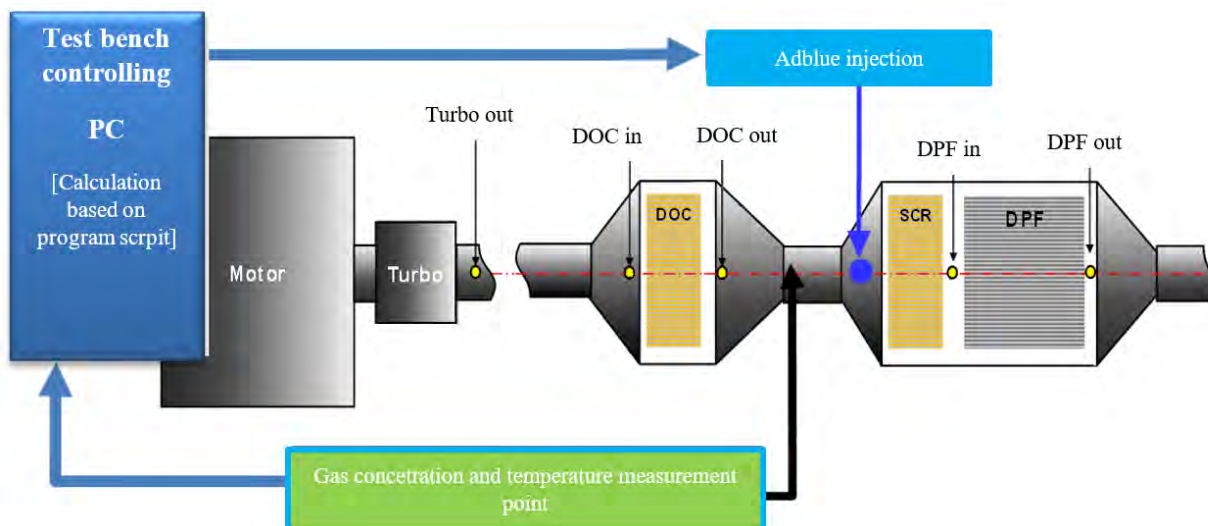 Test bench
controlling
PC
[Calculation
based on
program scrpit]
Adblue injection
Turbo out
DOC in
DOC out
DPF in
DPF out
DOC
SCR
DPF
Motor
Turbo
Gas concetration and temperature measurement
point